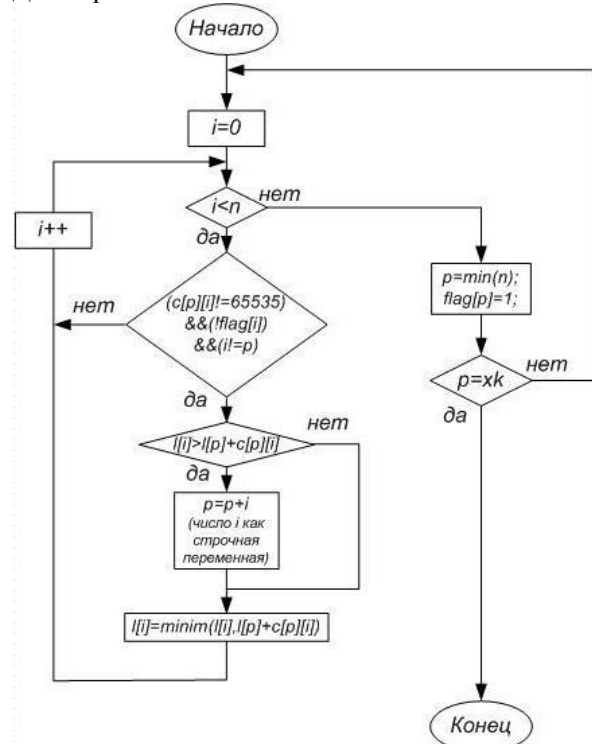 Начало
i=0
i<n
нет
да
i++
(c[p][i]!=65535)
&&(!flag[i])
&&(i!=p)
нет
да
l[i]>l[p]+c[p][i]
нет
да
p=p+i
(число i как
строчная
переменная)
l[i]=minim(l[i],l[p]+c[p][i])
p=min(n);
flag[p]=1;
p=xk
нет
да
Конец